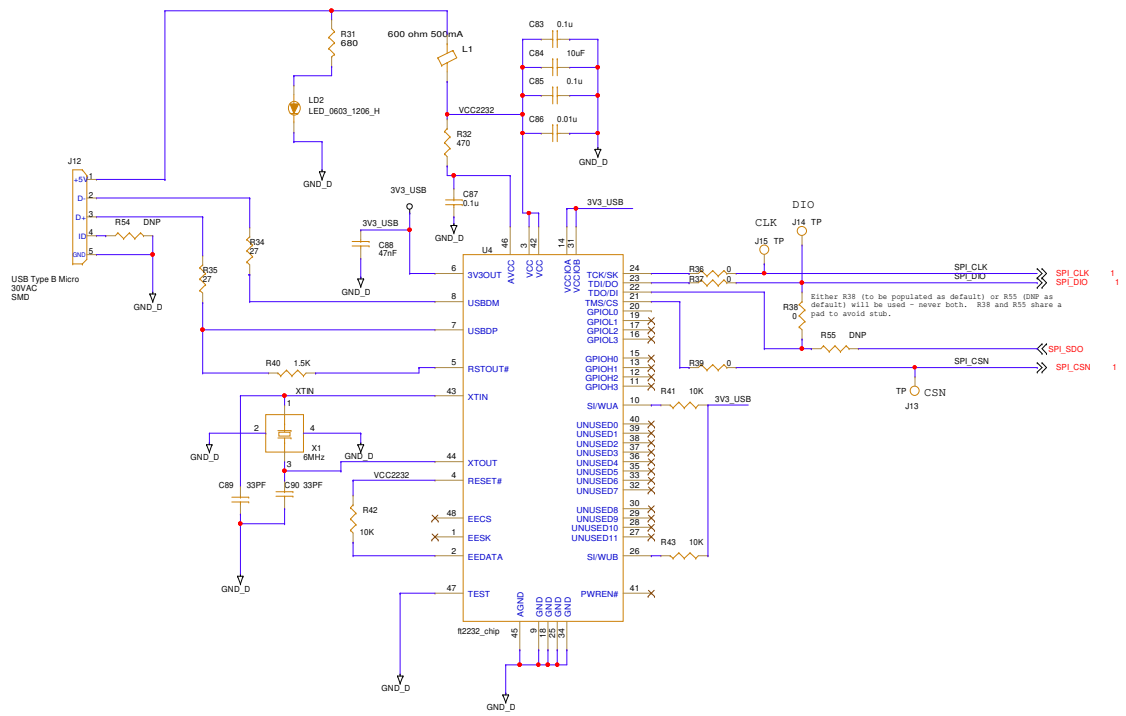 R31
680
600 ohm 500mA
L1
C83
0.1u
C84
10uF
C85
0.1u
C86
0.01u
GND_D
LD2
LED_0603_1206_H
GND_D
VCC2232
R32
470
J12
+5V
1
D-
2
D+
3
ID
4
GND
5
R54
DNP
USB Type B Micro
30VAC
SMD
GND_D
R34
27
R35
27
3V3_USB
3V3_USB
C88
47nF
GND_D
C87
0.1u
GND_D
3V3_USB
U4
46
AVCC
3
VCC
42
VCC
14
VCCIOA
31
VCCIOB
6
3V3OUT
8
USBDM
7
USBDP
5
RSTOUT#
43
XTIN
44
XTOUT
4
RESET#
48
EECS
1
EESK
2
EEDATA
47
TEST
R40
1.5K
XTIN
1
2
4
X1
6MHz
3
GND_D
GND_D
C89
33PF
C90
33PF
GND_D
VCC2232
R42
10K
GND_D
TCK/SK
24
TDI/DO
23
TDO/DI
22
TMS/CS
21
GPIOL0
20
GPIOL1
19
GPIOL2
17
GPIOL3
16
GPIOH0
15
GPIOH1
13
GPIOH2
12
GPIOH3
11
SI/WUA
10
UNUSED0
40
UNUSED1
39
UNUSED2
38
UNUSED3
37
UNUSED4
36
UNUSED5
35
UNUSED6
33
UNUSED7
32
UNUSED8
30
UNUSED9
29
UNUSED10
28
UNUSED11
27
SI/WUB
26
PWREN#
41
AGND
45
GND
9
GND
18
GND
25
GND
34
ft2232_chip
GND_D
R36
0
R37
0
CLK
J15
TP
DIO
J14
TP
SPI_CLK
SPI_CLK
1
SPI_DIO
SPI_DIO
1
Either R38 (to be populated as default) or R55 (DNP as
default) will be used - never both. R38 and R55 share a
pad to avoid stub.
R38
0
R55
DNP
SPI_SDO
R39
0
SPI_CSN
SPI_CSN
1
TP
CSN
J13
R41
10K
3V3_USB
R43
10K